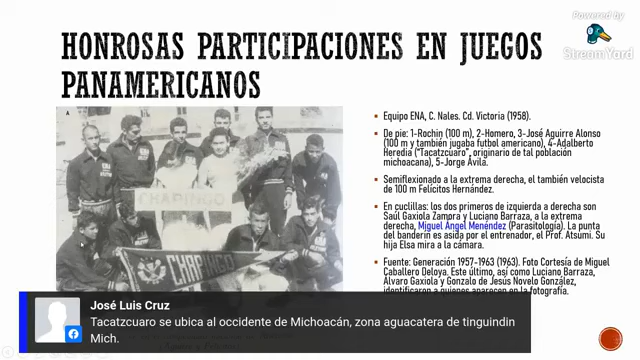 HONROSAS PARTICIPACIONES EN JUEGOS
PANAMERICANOS
Powered by
StreamYard
CHAPINGO
CHAPINGO
Equipo ENA, C. Nales. Cd. Victoria (1958).
De pie: 1-Rochin (100 m), 2-Homero, 3-José Aguirre Alonso
(100 m y también jugaba futbol americano), 4-Adalberto
Heredia ("Tacatzcuaro", originario de tal población
michoacana), 5-Jorge Ávila.
Semiflexionado a la extrema derecha, el también velocista
de 100 m Felícitos Hernández.
En cuclillas: los dos primeros de izquierda a derecha son
Saúl Gaxiola Zamora y Luciano Barraza, a la extrema
derecha, Miguel Ángel Menéndez (Parasitología). La punta
del banderín es asida por el entrenador, el Prof. Atsumi. Su
hija Elsa mira a la cámara.
Fuente: Generación 1957-1963 (1963). Foto Cortesía de Miguel
Caballero Deloya. Este último, así como Luciano Barraza,
Álvaro Gaxiola y Gonzalo de Jesús Novelo González,
identificaron a quienes aparecen en la fotografía.
José Luis Cruz
Tacatzcuaro se ubica al occidente de Michoacán, zona aguacatera de tinguindin
Mich.